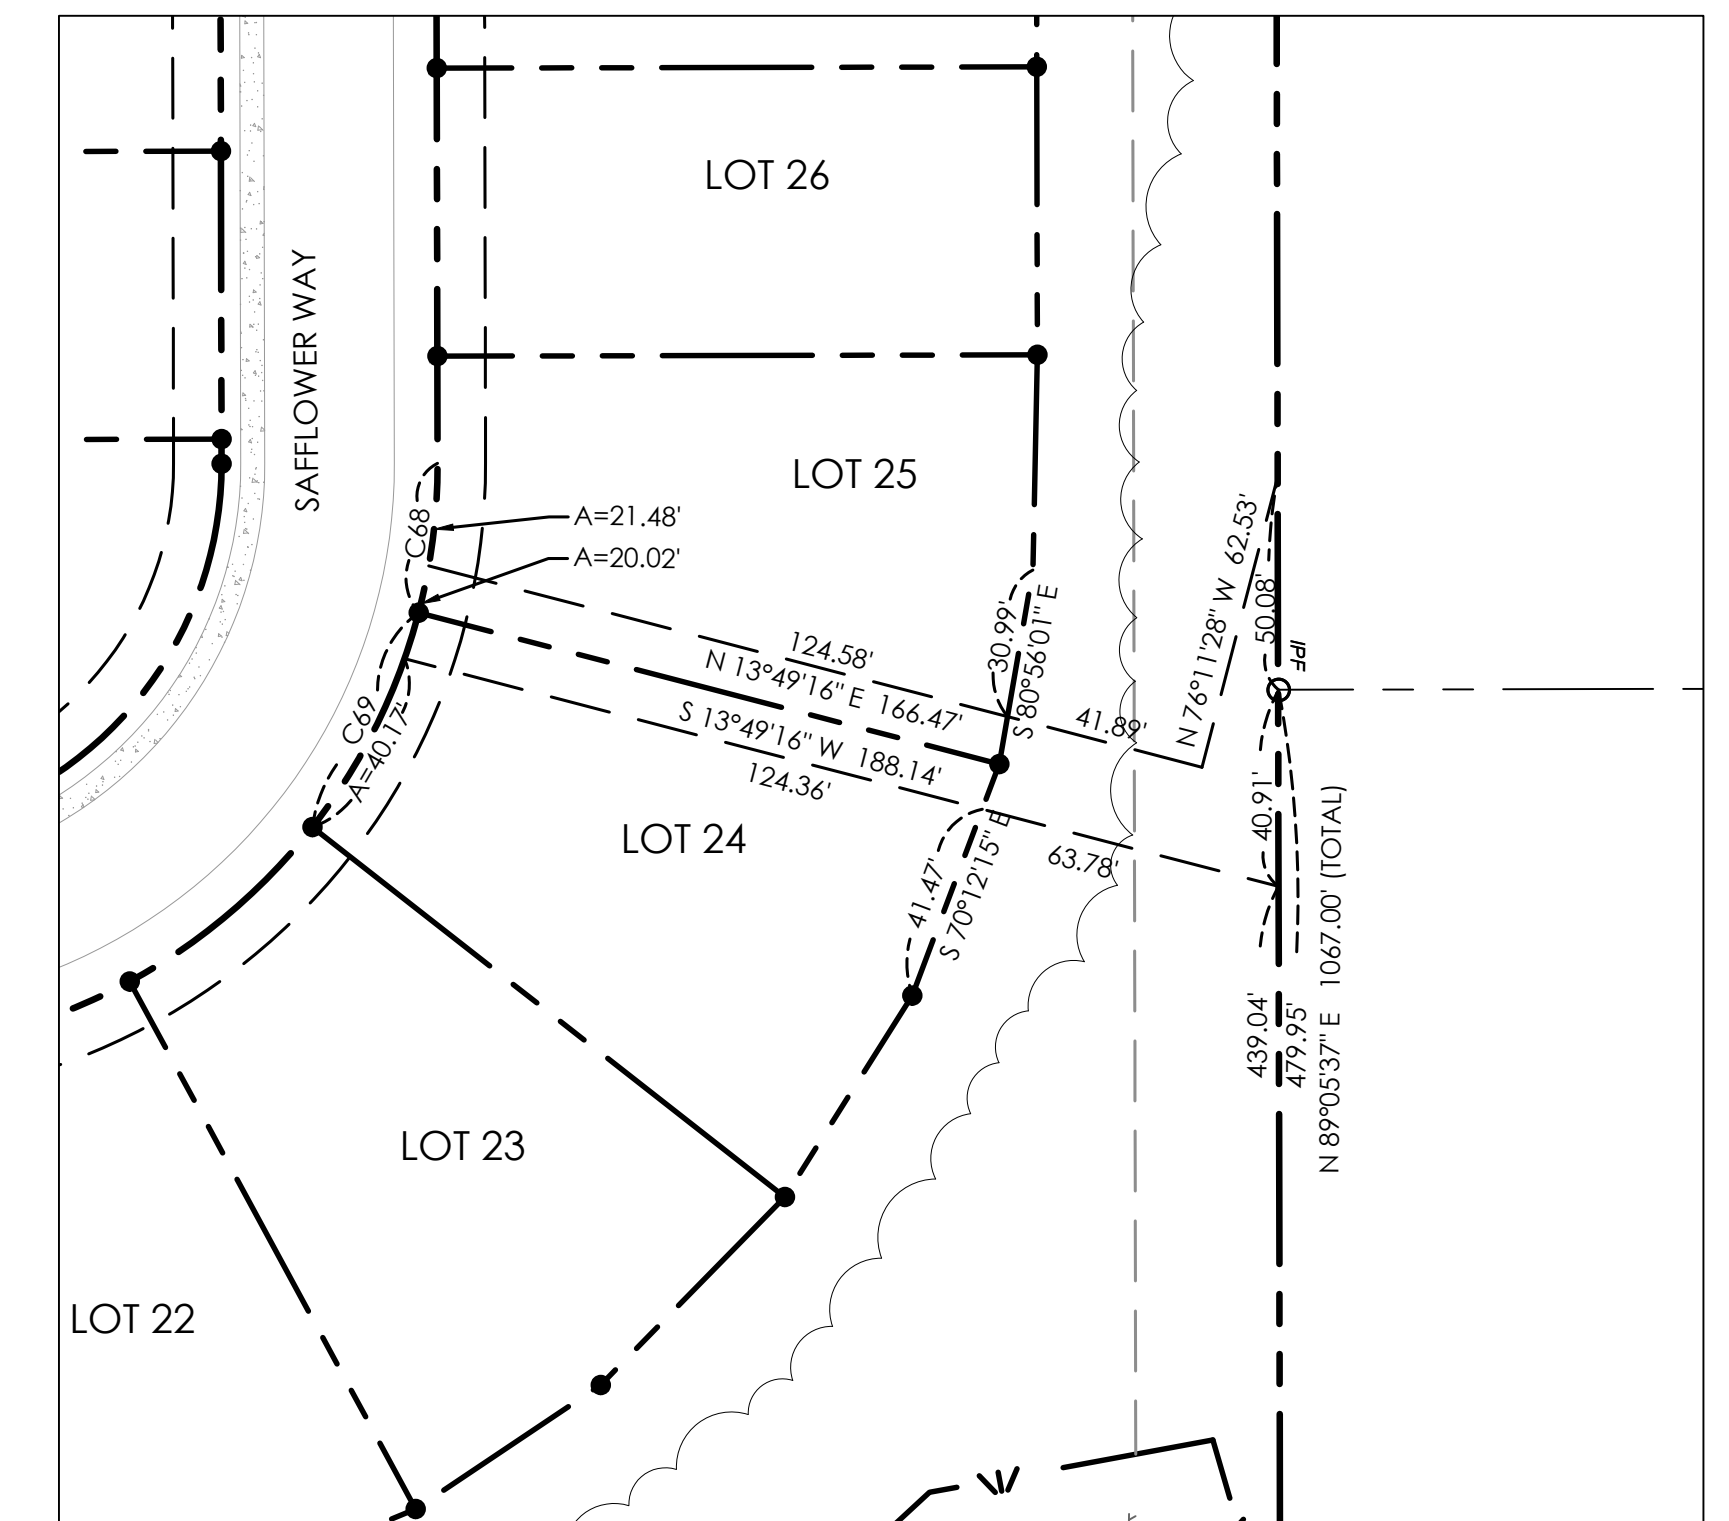 LOT 26
SAFFLOWER WAY
LOT 25
C68
A=21.48'
A=20.02'
124.58'
N 13°49'16" E 166.47'
S 13°49'16" W 188.14'
124.36'
30.99'
S 80°56'01" E
41.89'
N 76°11'28" W 62.53'
50.08'
IPF
C69
A=40.17'
LOT 24
63.78'
41.47'
S 70°12'15" E
40.91'
439.04'
479.95'
N 89°05'37" E 1067.00' (TOTAL)
LOT 23
LOT 22